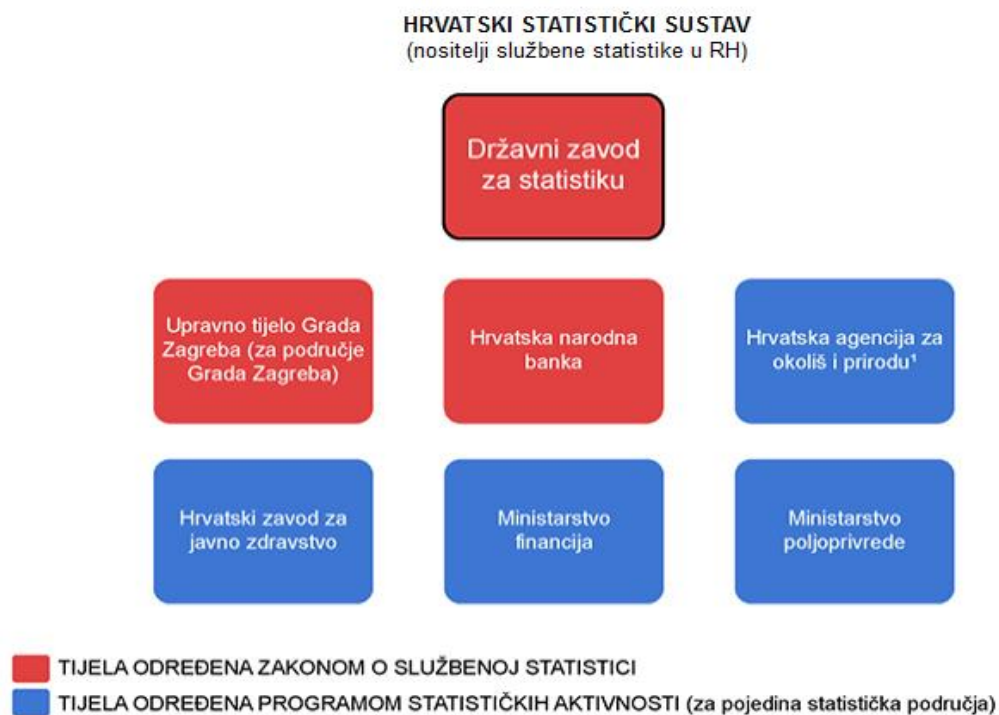 HRVATSKI STATISTIČKI SUSTAV
(nositelji službene statistike u RH)
Državni zavod
za statistiku
Upravno tijelo Grada
Zagreba (za područje
Grada Zagreba)
Hrvatska narodna
banka
Hrvatska agencija za
okoliš i prirodu¹
Hrvatski zavod za
javno zdravstvo
Ministarstvo
financija
Ministarstvo
poljoprivrede
TIJELA ODREĐENA ZAKONOM O SLUŽBENOJ STATISTICI
TIJELA ODREĐENA PROGRAMOM STATISTIČKIH AKTIVNOSTI (za pojedina statistička područja)